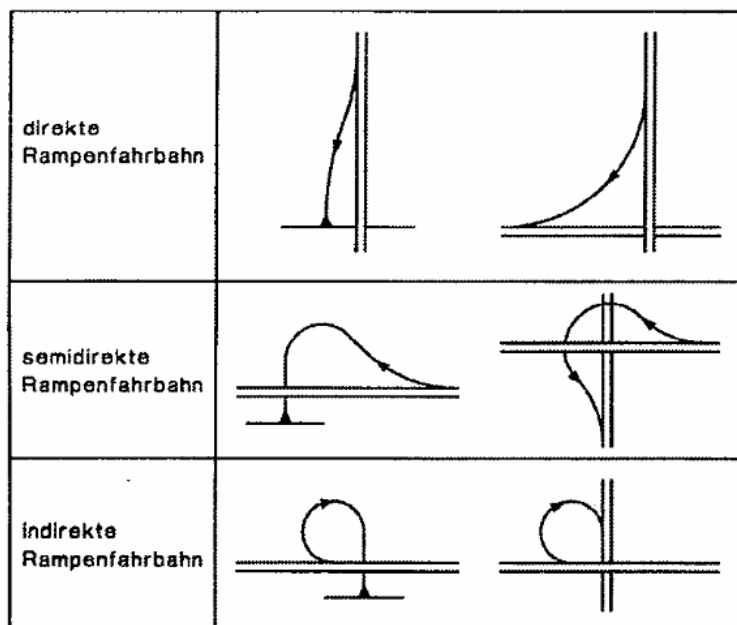 direkte
Rampenfahrbahn
semidirekte
Rampenfahrbahn
indirekte
Rampenfahrbahn